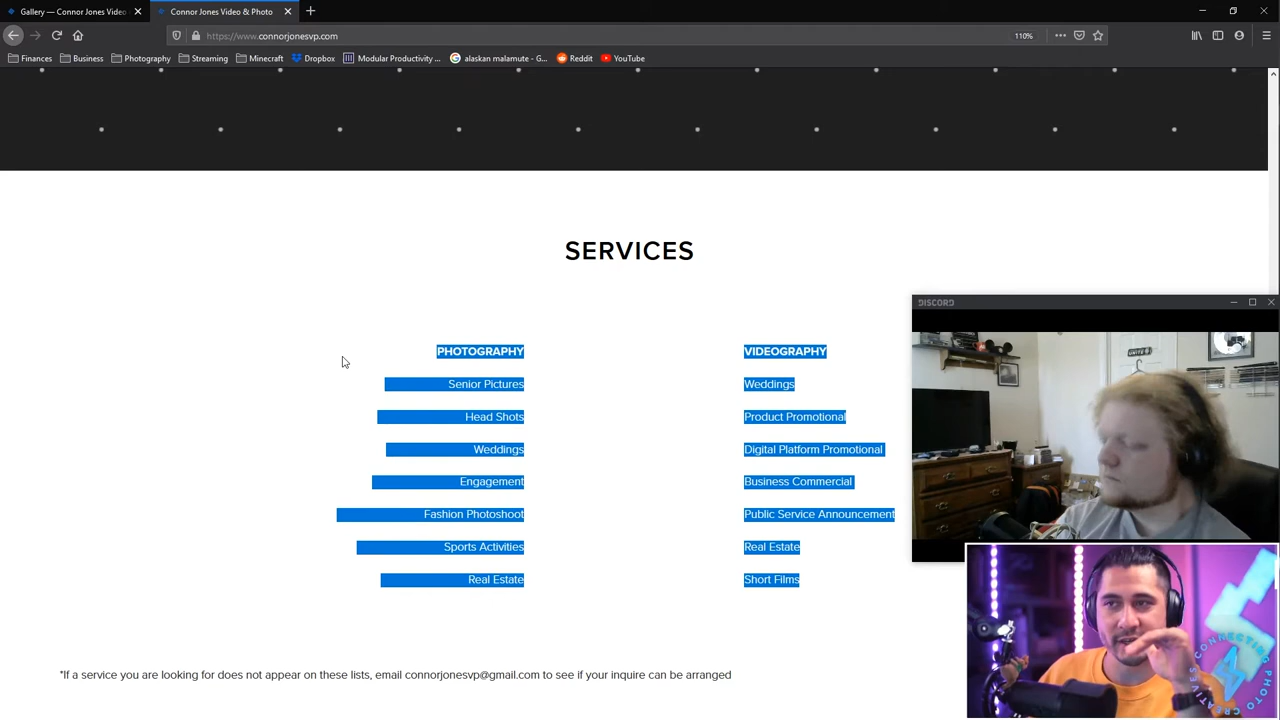 Gallery — Connor Jones Video
Connor Jones Video & Photo
https://www.connorjonesvp.com
110%
Finances
Business
Photography
Streaming
Minecraft
Dropbox
Modular Productivity ...
alaskan malamute - G...
Reddit
YouTube
SERVICES
PHOTOGRAPHY
Senior Pictures
Head Shots
Weddings
Engagement
Fashion Photoshoot
Sports Activities
Real Estate
VIDEOGRAPHY
Weddings
Product Promotional
Digital Platform Promotional
Business Commercial
Public Service Announcement
Real Estate
Short Films
*If a service you are looking for does not appear on these lists, email connorjonesvp@gmail.com to see if your inquire can be arranged
DISCORD
CONNECTING PHOTO CREATIVES